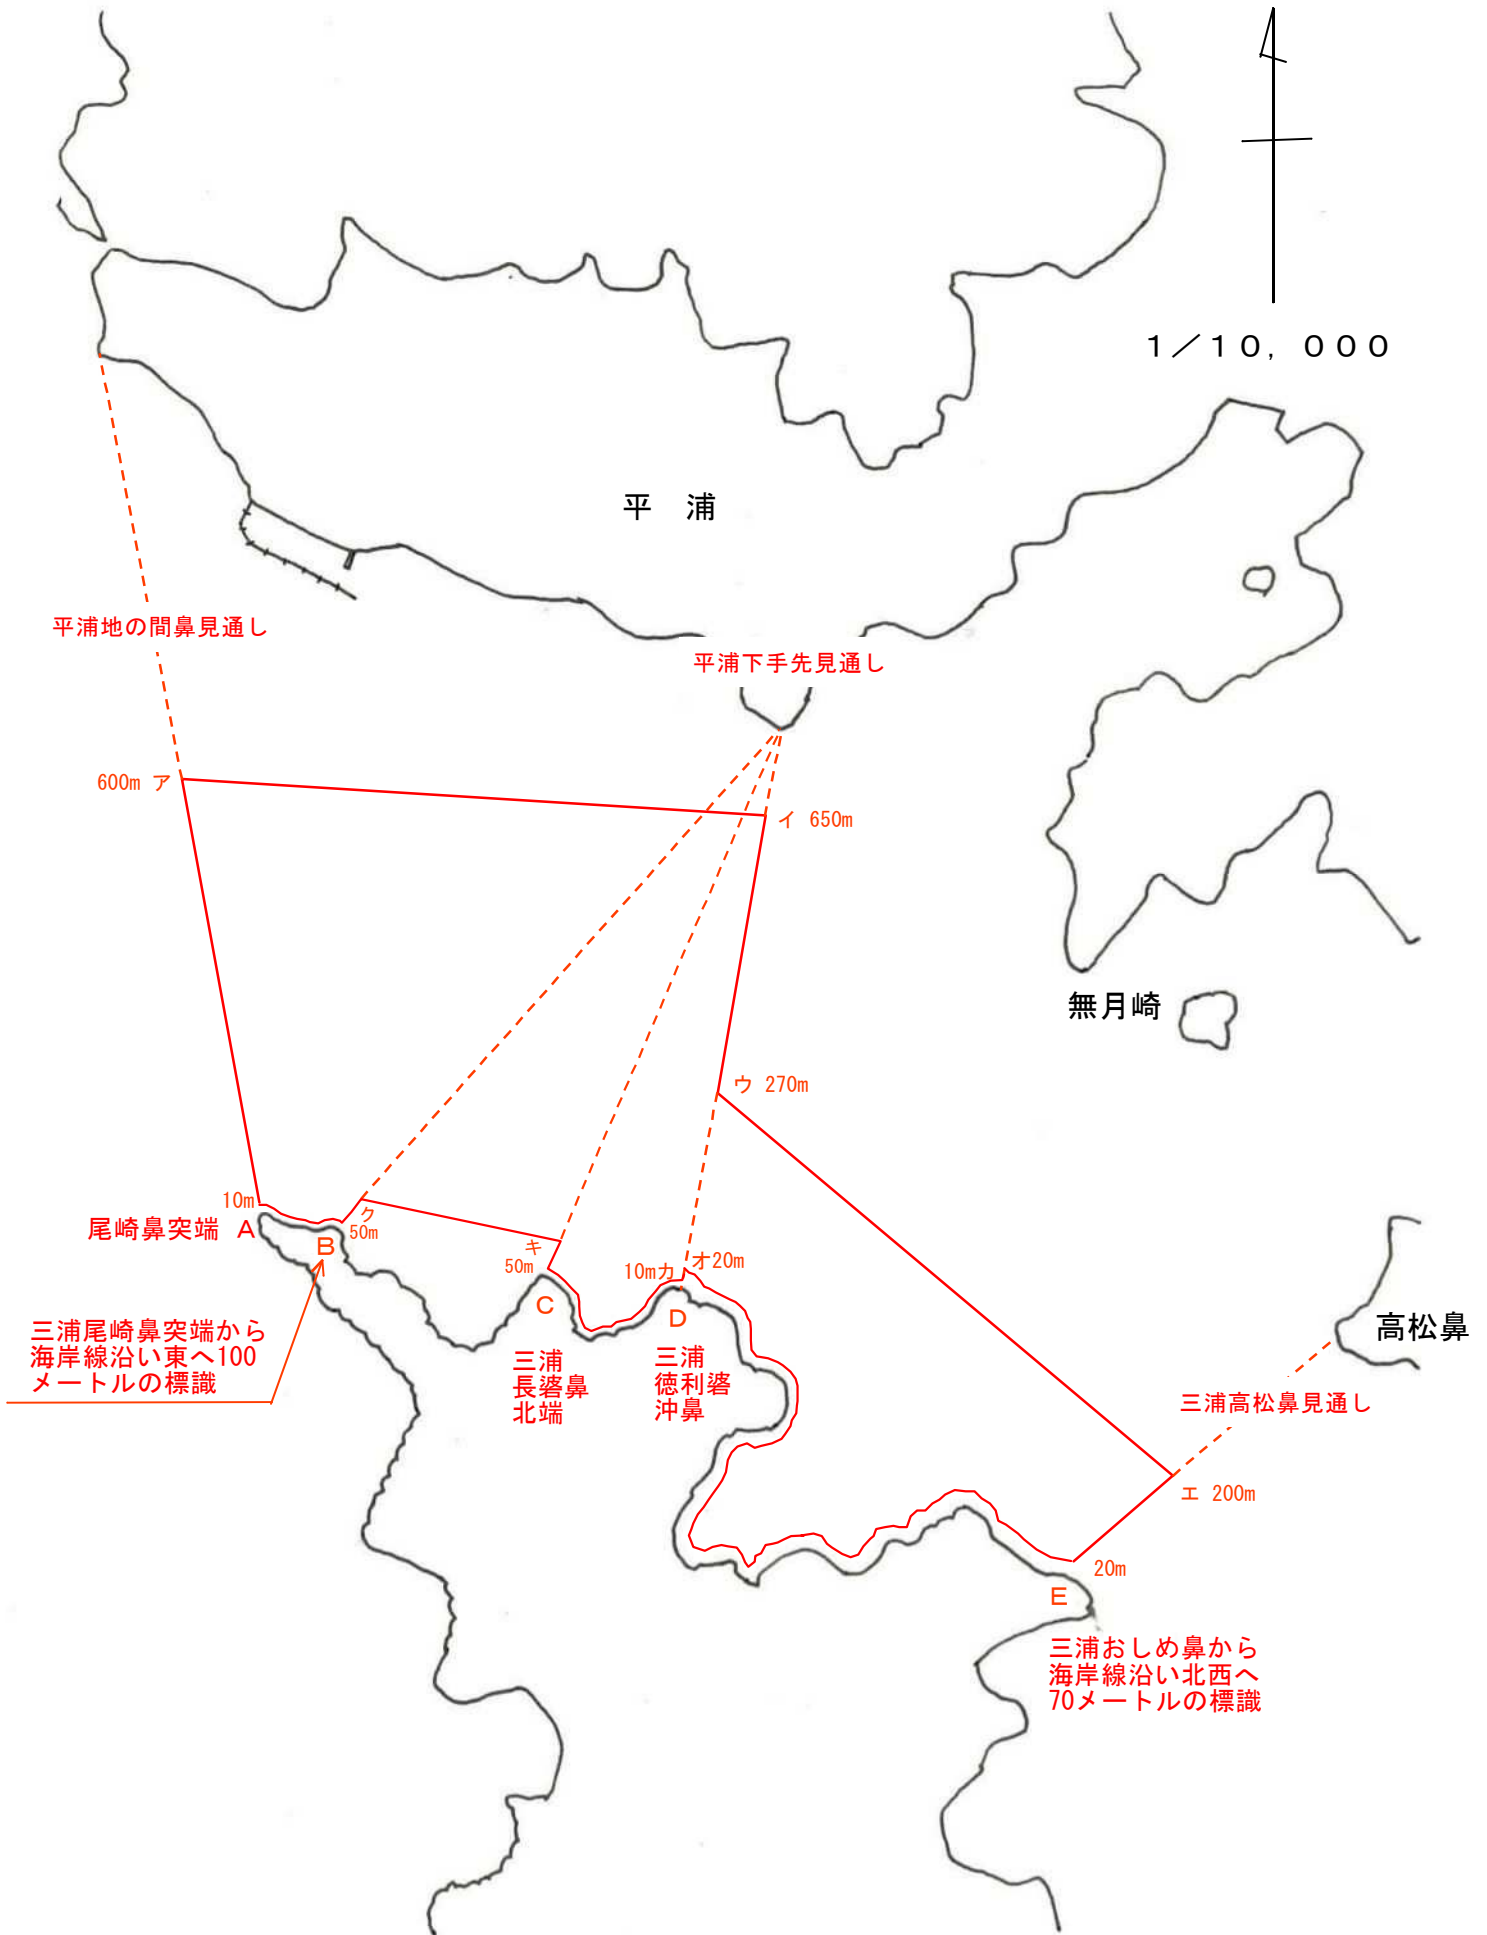 1／10, 000
平 浦
平浦地の間鼻見通し
平浦下手先見通し
600m ア
イ 650m
無月崎
ウ 270m
10m
尾崎鼻突端 A
B
ク
50m
キ
50m
C
10mカ
オ20m
D
三浦尾崎鼻突端から
海岸線沿い東へ100
メートルの標識
三浦
長婆鼻
北端
三浦
徳利婆
沖鼻
高松鼻
三浦高松鼻見通し
エ 200m
20m
E
三浦おしめ鼻から
海岸線沿い北西へ
70メートルの標識